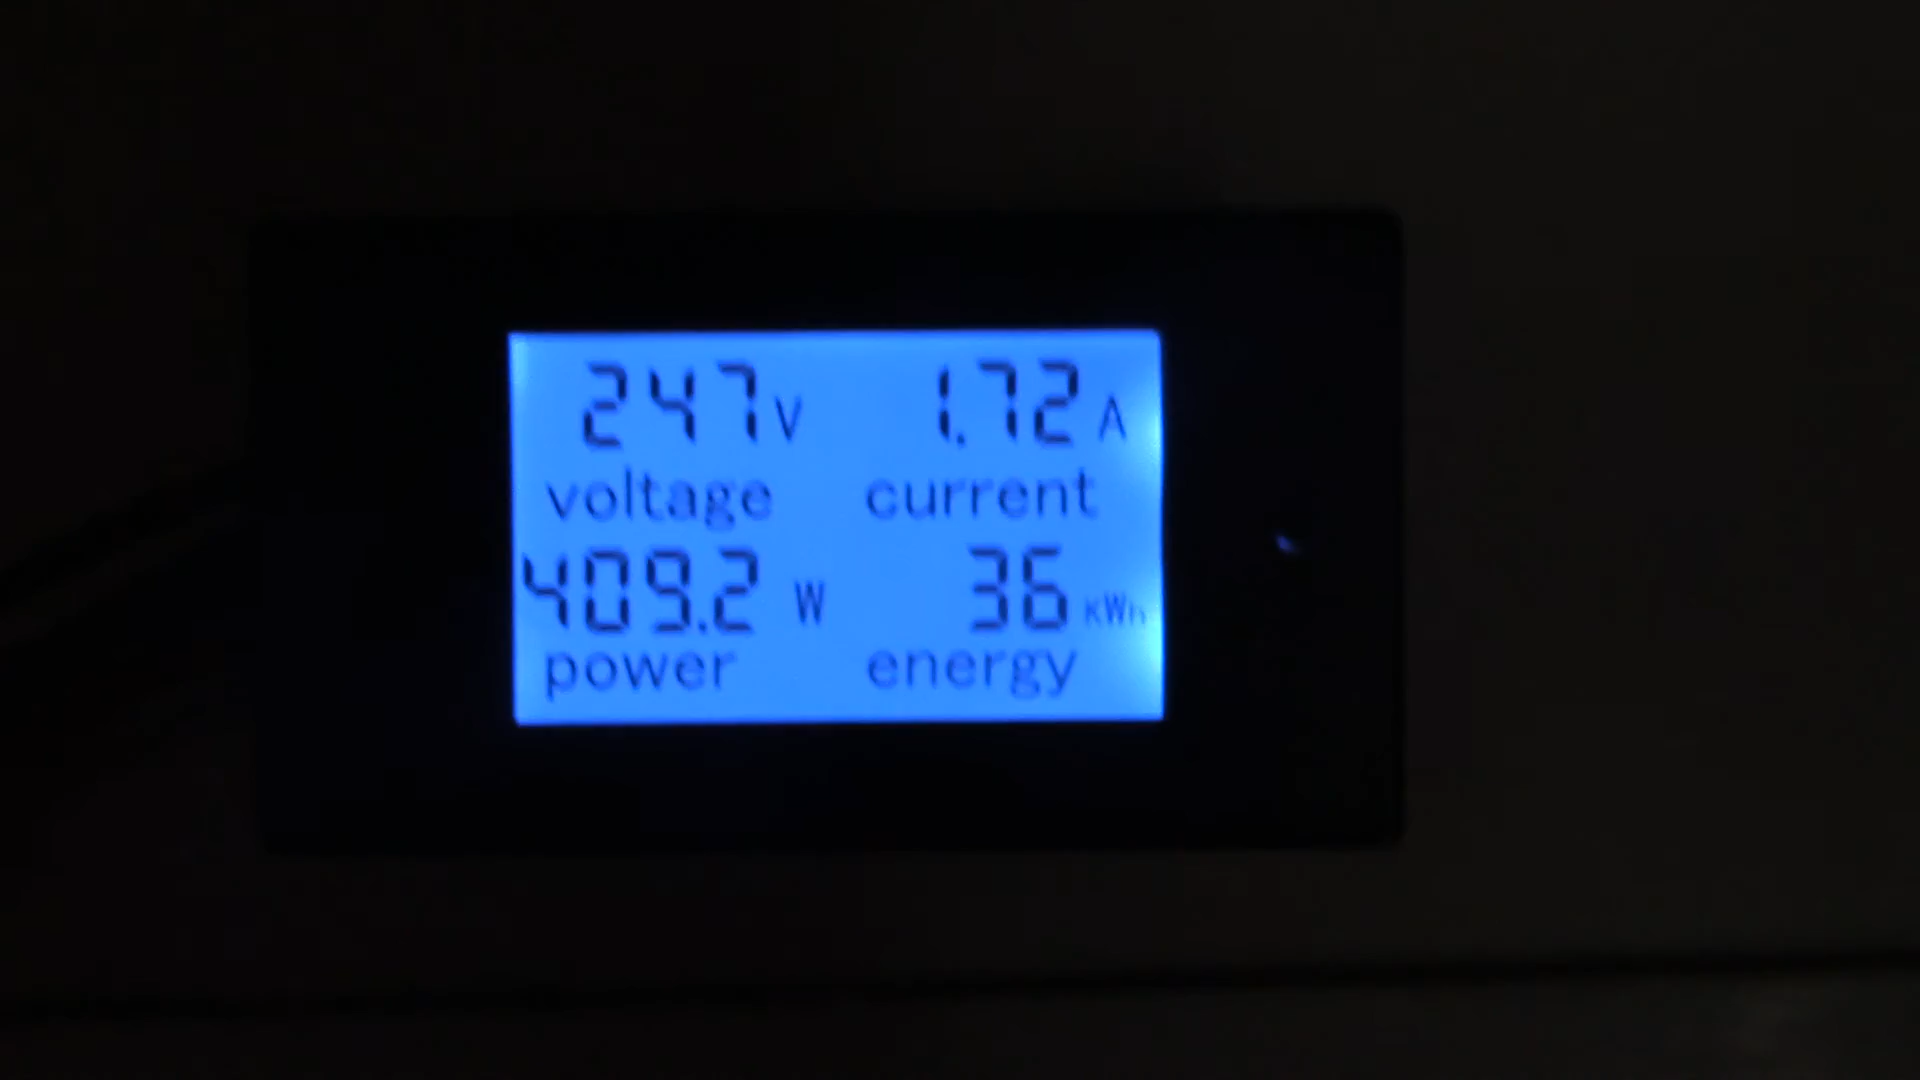 247V 1.72A
voltage current
409.2 W 36 KWh
power energy